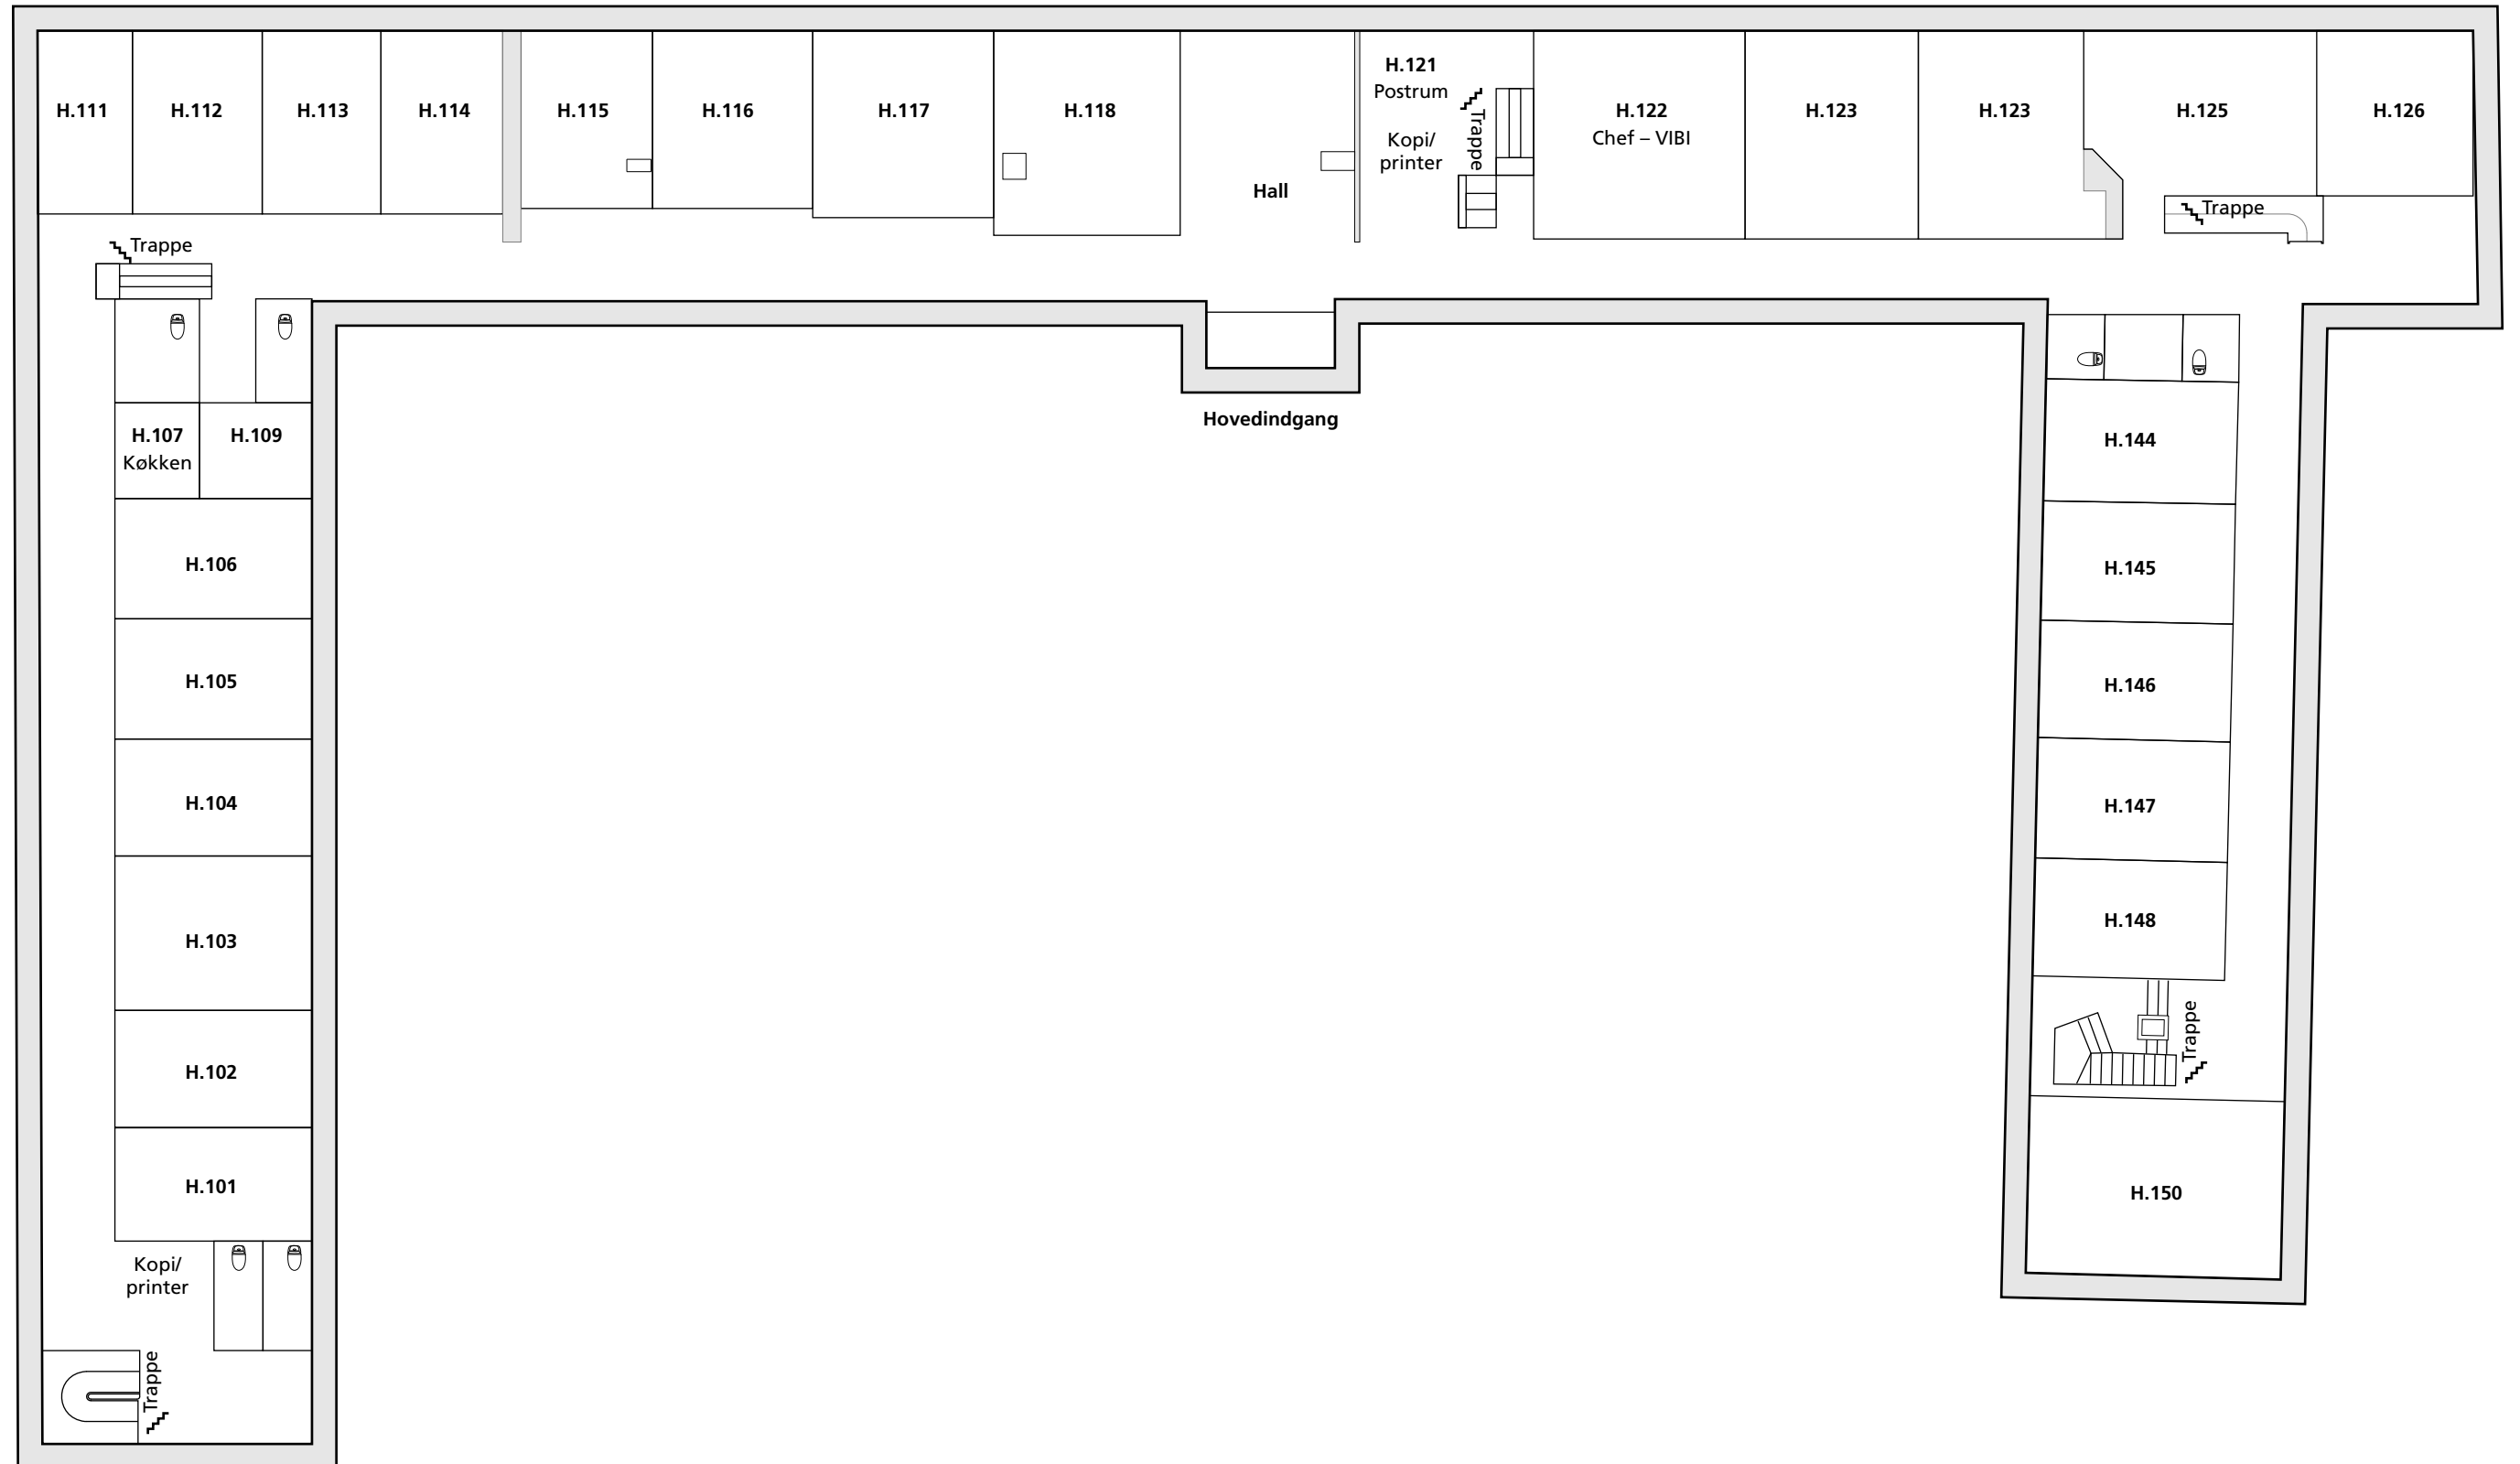 H.111
H.112
H.113
H.114
H.115
H.116
H.117
H.118
Hall
H.121
Postrum
Kopi/
printer
Trappe
H.122
Chef – VIBI
H.123
H.123
H.125
Trappe
H.126
Trappe
Hovedindgang
H.107
Køkken
H.109
H.106
H.105
H.104
H.103
H.102
H.101
Kopi/
printer
Trappe
H.144
H.145
H.146
H.147
H.148
Trappe
H.150